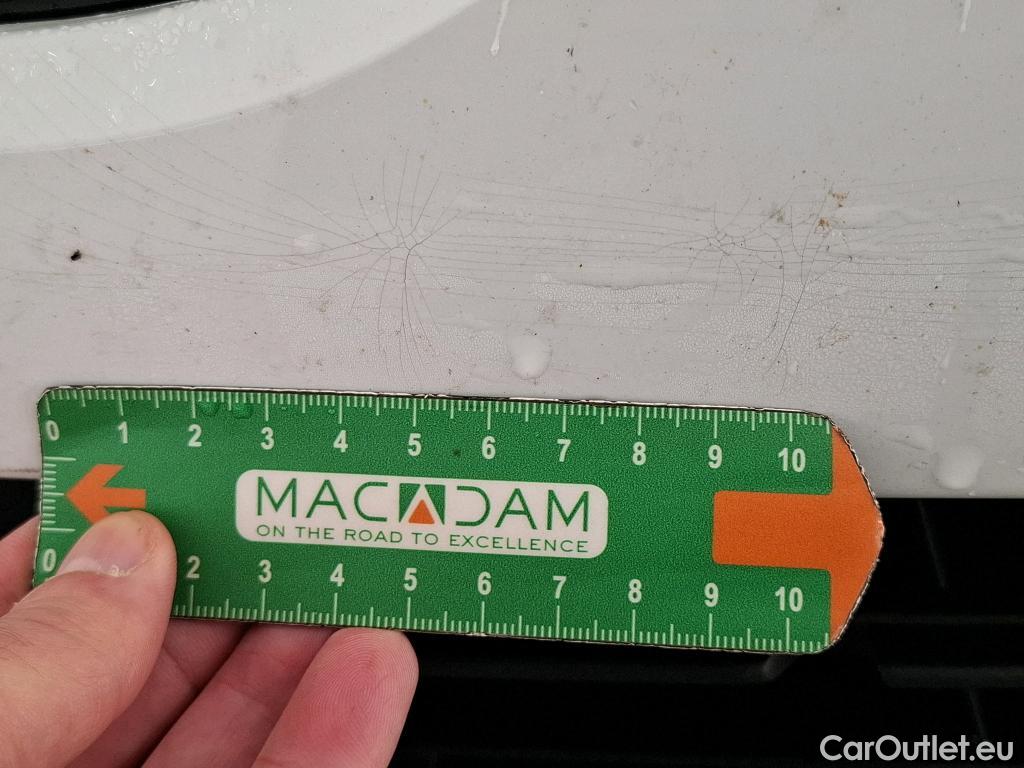 0 1 2 3 4 5 6 7 8 9 10
MACADAM
ON THE ROAD TO EXCELLENCE
0 2 3 4 5 6 7 8 9 10
CarOutlet.eu